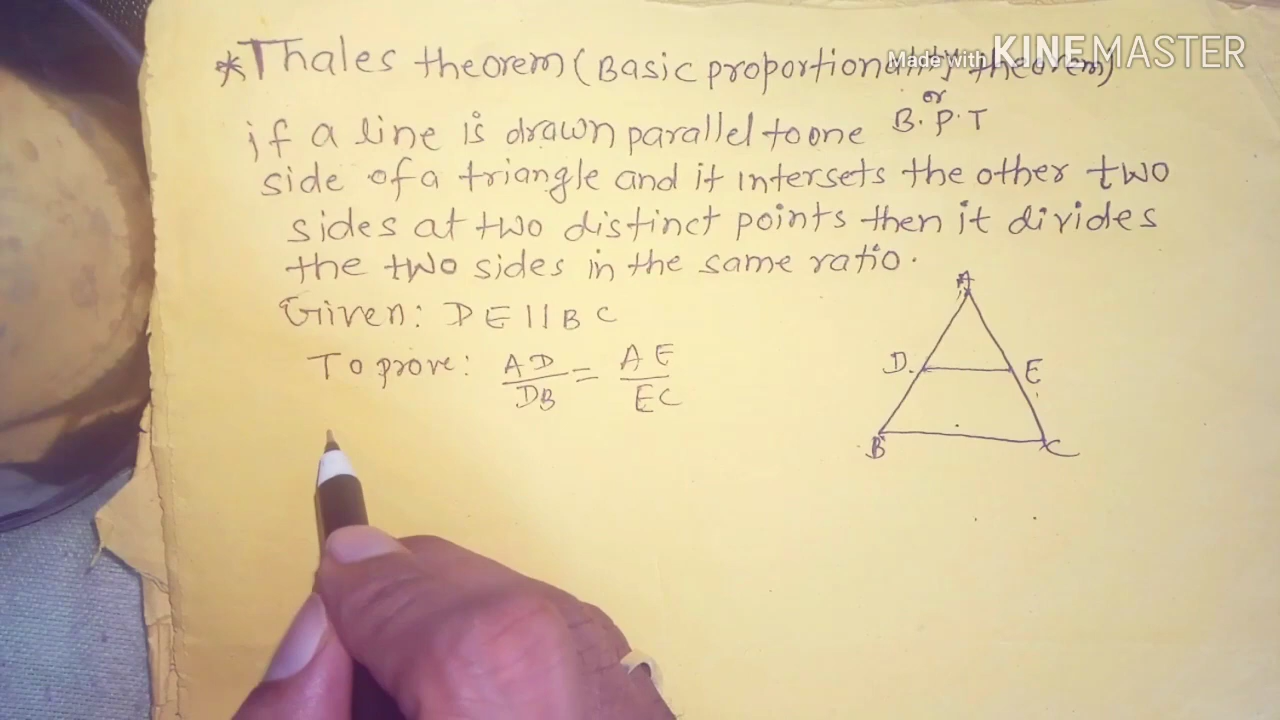 *Thales theorem (Basic proportionality theorem)
Made with KINEMASTER
or
B.P.T
if a line is drawn parallel to one
side of a triangle and it intersets the other two
sides at two distinct points then it divides
the two sides in the same ratio.
Given: DE || BC
To prove: AD/DB = AE/EC
A
D. E
B C